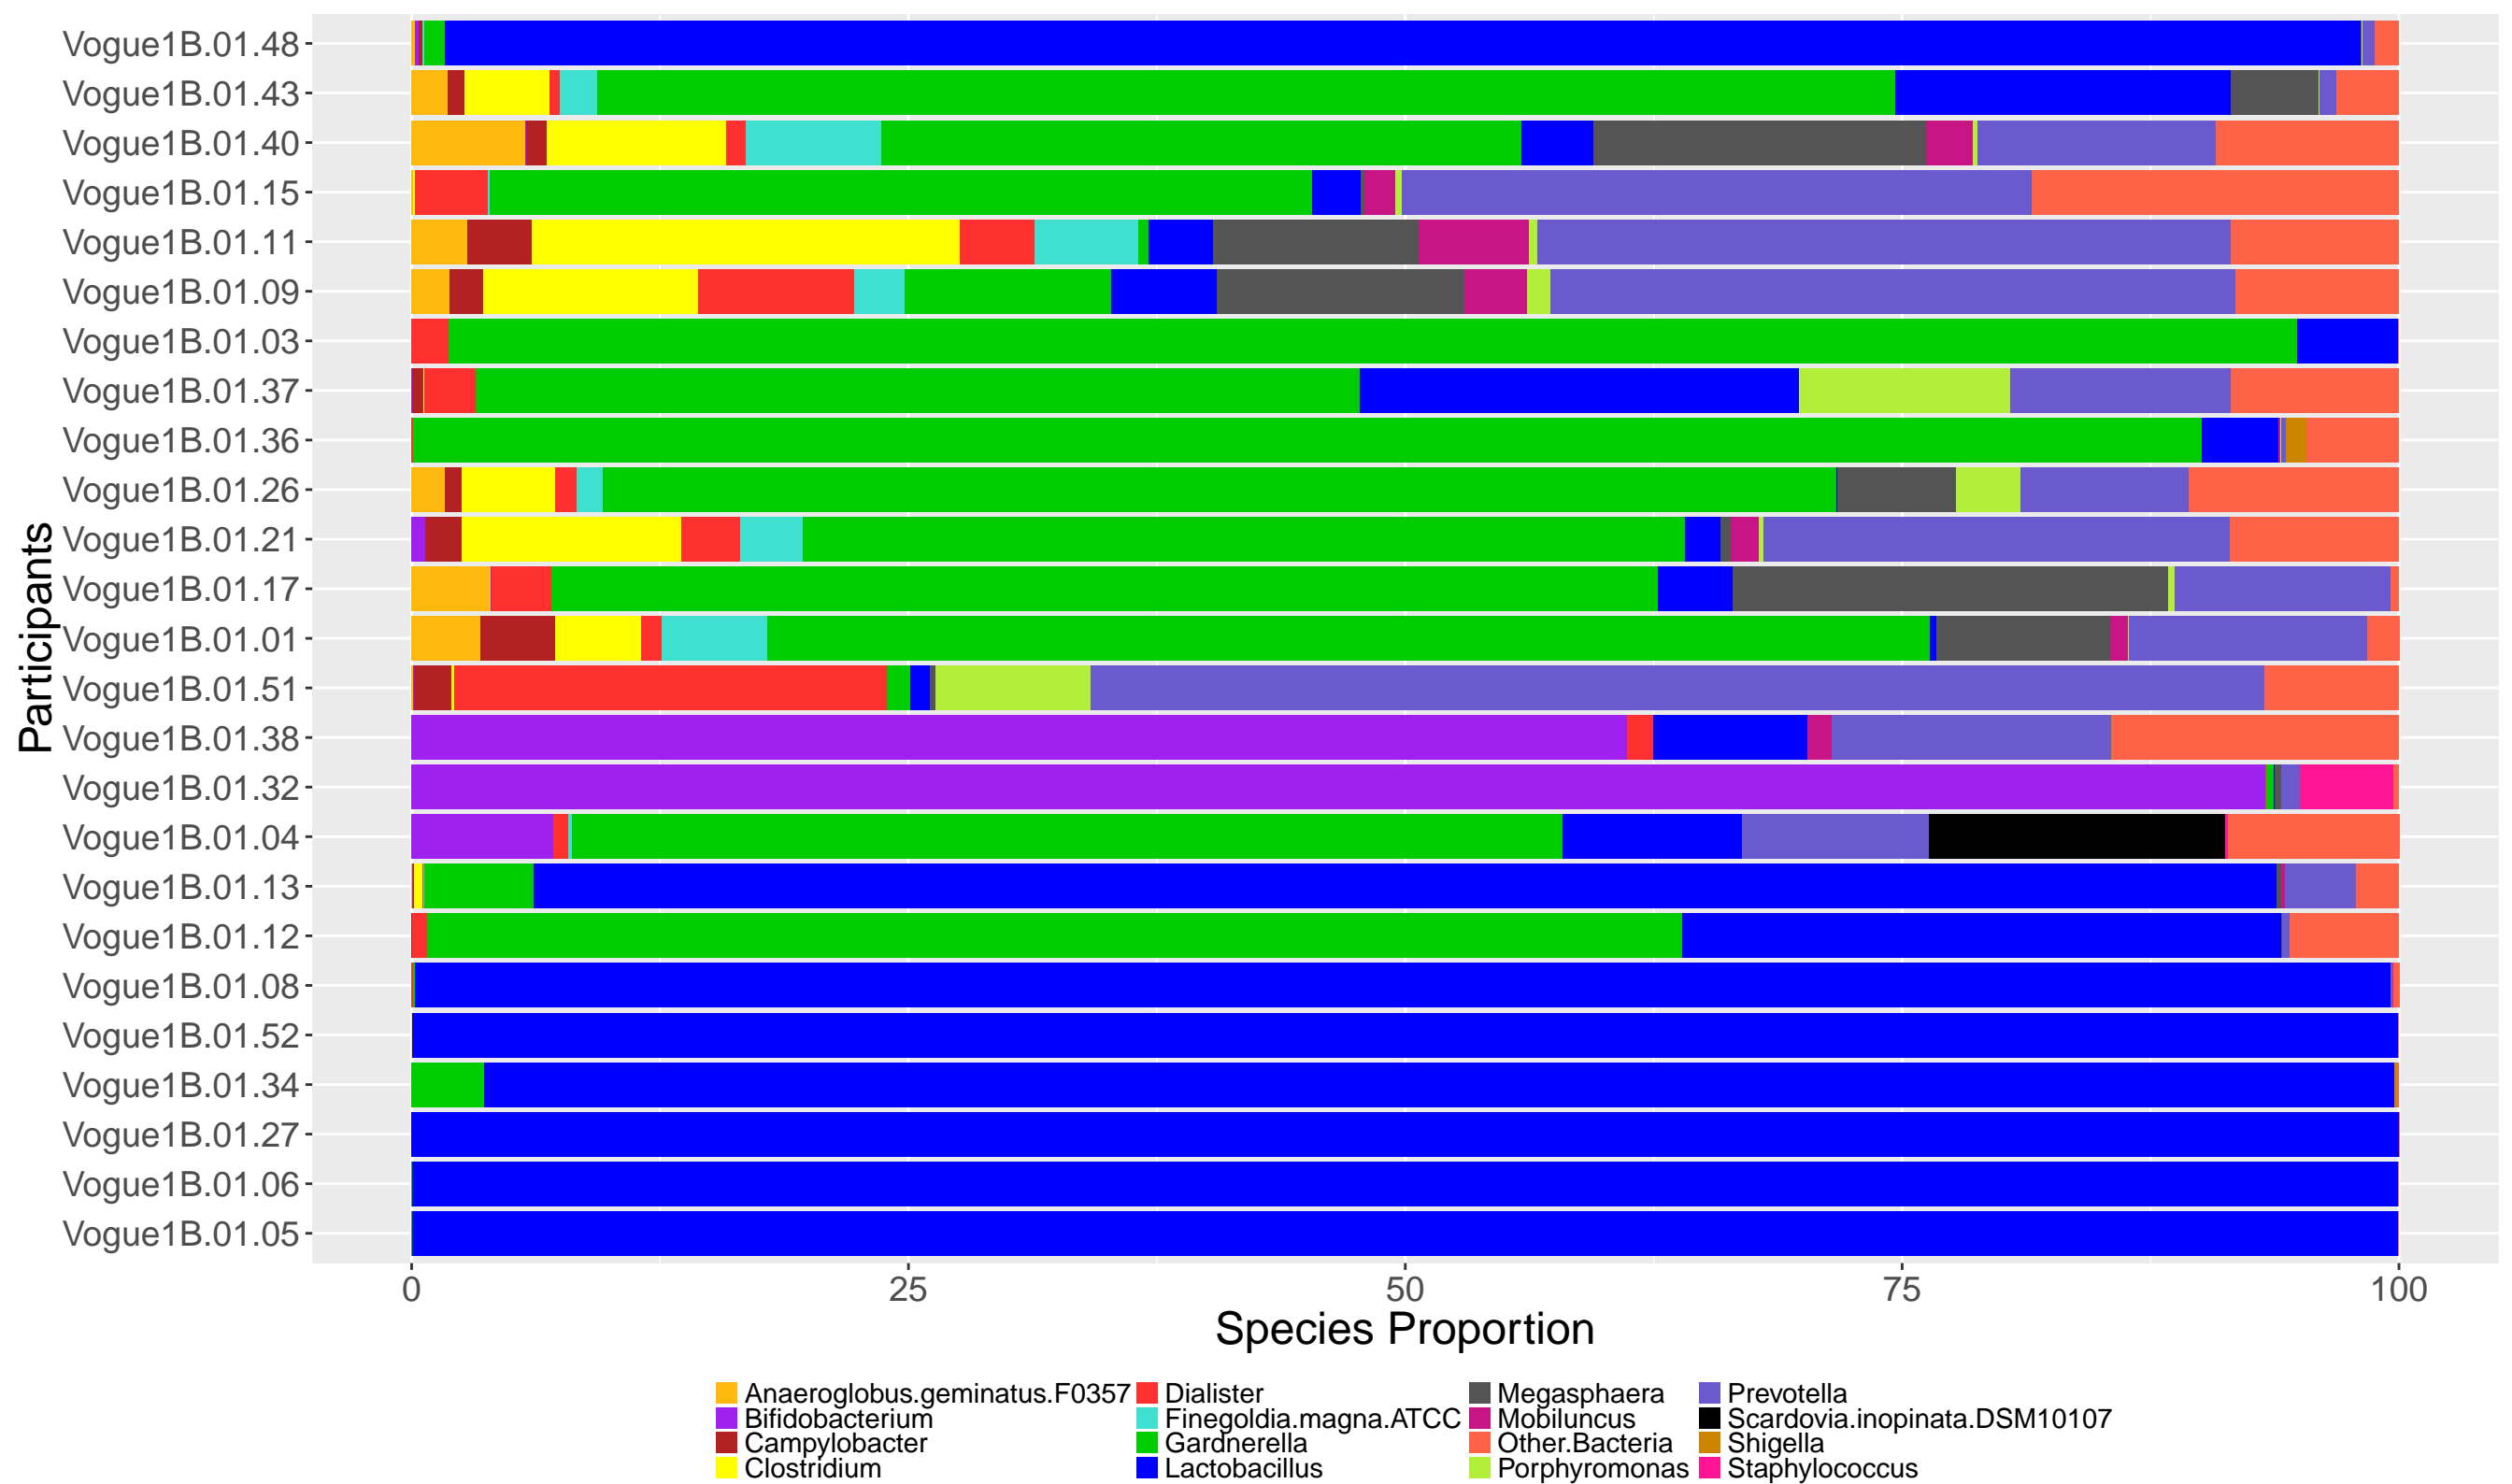 Vogue1B.01.48
Vogue1B.01.43
Vogue1B.01.40
Vogue1B.01.15
Vogue1B.01.11
Vogue1B.01.09
Vogue1B.01.03
Vogue1B.01.37
Vogue1B.01.36
Vogue1B.01.26
Vogue1B.01.21
Vogue1B.01.17
Vogue1B.01.01
Vogue1B.01.51
Vogue1B.01.38
Vogue1B.01.32
Vogue1B.01.04
Vogue1B.01.13
Vogue1B.01.12
Vogue1B.01.08
Vogue1B.01.52
Vogue1B.01.34
Vogue1B.01.27
Vogue1B.01.06
Vogue1B.01.05
Participants
0 25 50 75 100
Species Proportion
Anaeroglobus.geminatus.F0357 Dialister Megasphaera Prevotella
Bifidobacterium Finegoldia.magna.ATCC Mobiluncus Scardovia.inopinata.DSM10107
Campylobacter Gardnerella Other.Bacteria Shigella
Clostridium Lactobacillus Porphyromonas Staphylococcus